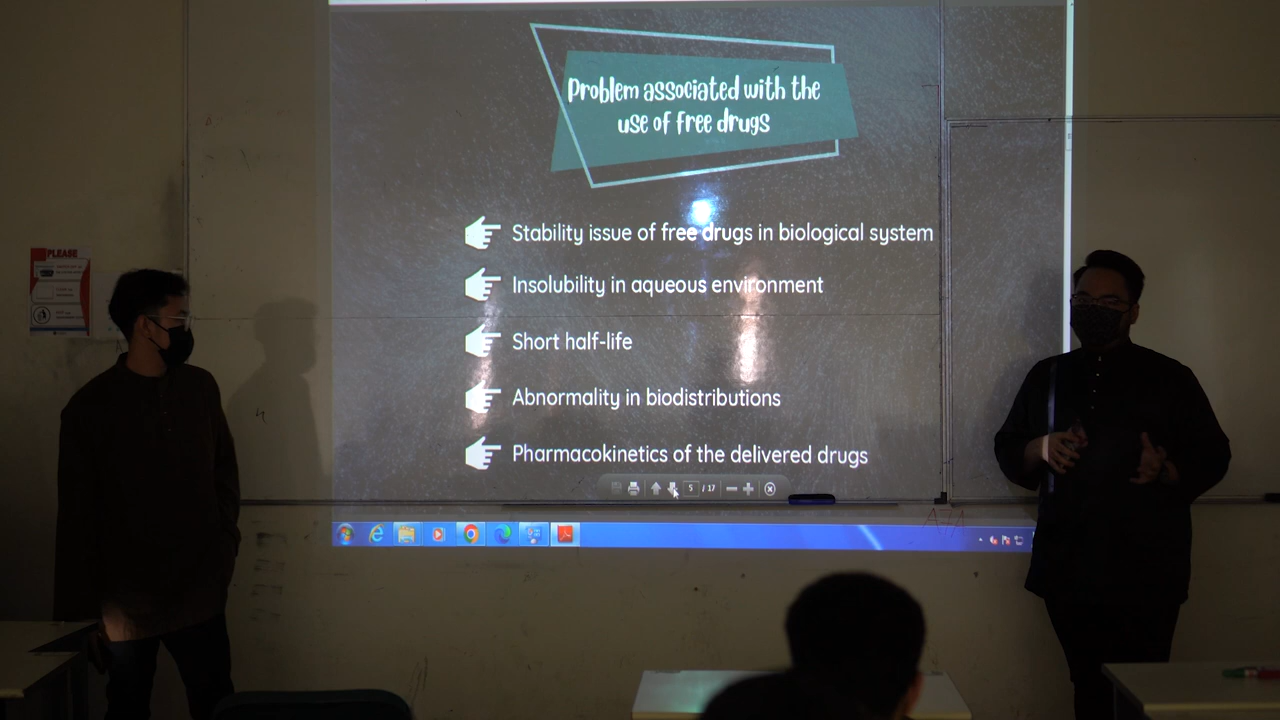 Problem associated with the
use of free drugs
Stability issue of free drugs in biological system
Insolubility in aqueous environment
Short half-life
Abnormality in biodistributions
Pharmacokinetics of the delivered drugs
5 / 17
PLEASE